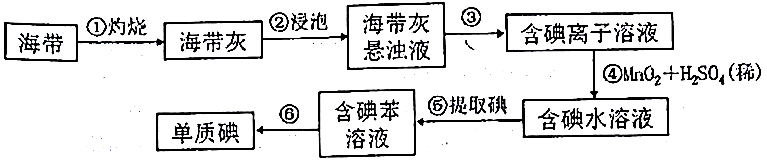 海带
①灼烧
海带灰
②浸泡
海带灰
悬浊液
③
含碘离子溶液
④MnO₂+H₂SO₄(稀)
含碘水溶液
⑤提取碘
含碘苯
溶液
⑥
单质碘